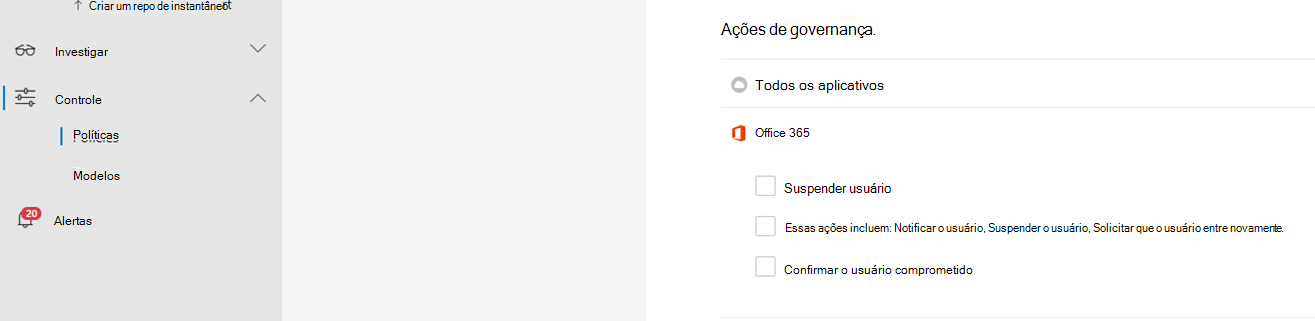 Criar um repo de instantâneo
Investigar
Controle
Políticas
Modelos
20
Alertas
Ações de governança.
Todos os aplicativos
Office 365
Suspender usuário
Essas ações incluem: Notificar o usuário, Suspender o usuário, Solicitar que o usuário entre novamente.
Confirmar o usuário comprometido